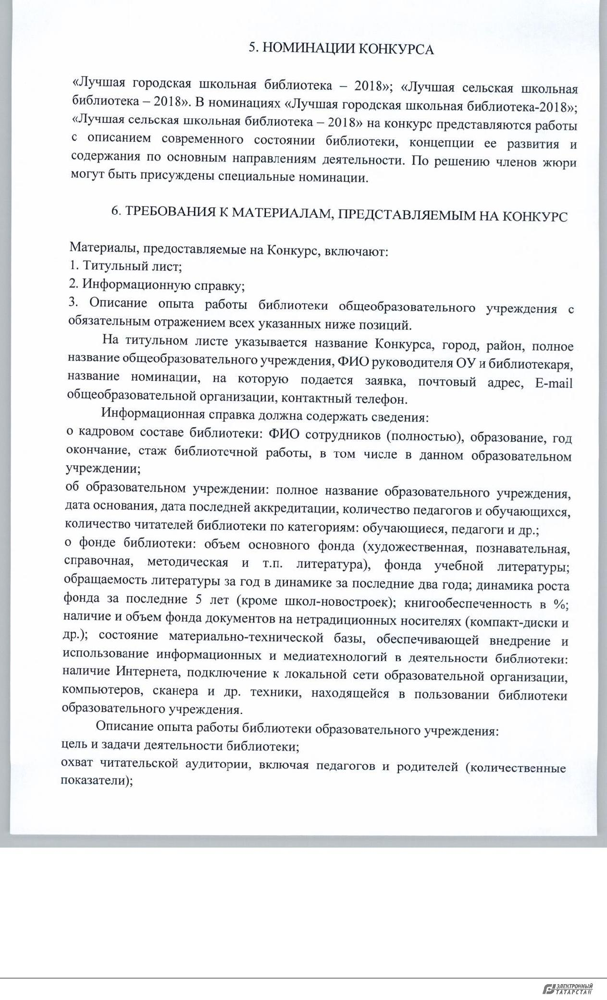 5. НОМИНАЦИИ КОНКУРСА
«Лучшая городская школьная библиотека – 2018»; «Лучшая сельская школьная
библиотека – 2018». В номинациях «Лучшая городская школьная библиотека-2018»;
«Лучшая сельская школьная библиотека – 2018» на конкурс представляются работы
с описанием современного состоянии библиотеки, концепции ее развития и
содержания по основным направлениям деятельности. По решению членов жюри
могут быть присуждены специальные номинации.
6. ТРЕБОВАНИЯ К МАТЕРИАЛАМ, ПРЕДСТАВЛЯЕМЫМ НА КОНКУРС
Материалы, предоставляемые на Конкурс, включают:
1. Титульный лист;
2. Информационную справку;
3. Описание опыта работы библиотеки общеобразовательного учреждения с
обязательным отражением всех указанных ниже позиций.
На титульном листе указывается название Конкурса, город, район, полное
название общеобразовательного учреждения, ФИО руководителя ОУ и библиотекаря,
название номинации, на которую подается заявка, почтовый адрес, E-mail
общеобразовательной организации, контактный телефон.
Информационная справка должна содержать сведения:
о кадровом составе библиотеки: ФИО сотрудников (полностью), образование, год
окончание, стаж библиотечной работы, в том числе в данном образовательном
учреждении;
об образовательном учреждении: полное название образовательного учреждения,
дата основания, дата последней аккредитации, количество педагогов и обучающихся,
количество читателей библиотеки по категориям: обучающиеся, педагоги и др.;
о фонде библиотеки: объем основного фонда (художественная, познавательная,
справочная, методическая и т.п. литература), фонда учебной литературы;
обращаемость литературы за год в динамике за последние два года; динамика роста
фонда за последние 5 лет (кроме школ-новостроек); книгообеспеченность в %;
наличие и объем фонда документов на нетрадиционных носителях (компакт-диски и
др.); состояние материально-технической базы, обеспечивающей внедрение и
использование информационных и медиатехнологий в деятельности библиотеки:
наличие Интернета, подключение к локальной сети образовательной организации,
компьютеров, сканера и др. техники, находящейся в пользовании библиотеки
образовательного учреждения.
Описание опыта работы библиотеки образовательного учреждения:
цель и задачи деятельности библиотеки;
охват читательской аудитории, включая педагогов и родителей (количественные
показатели);
ЭЛЕКТРОННЫЙ
ТАТАРСТАН